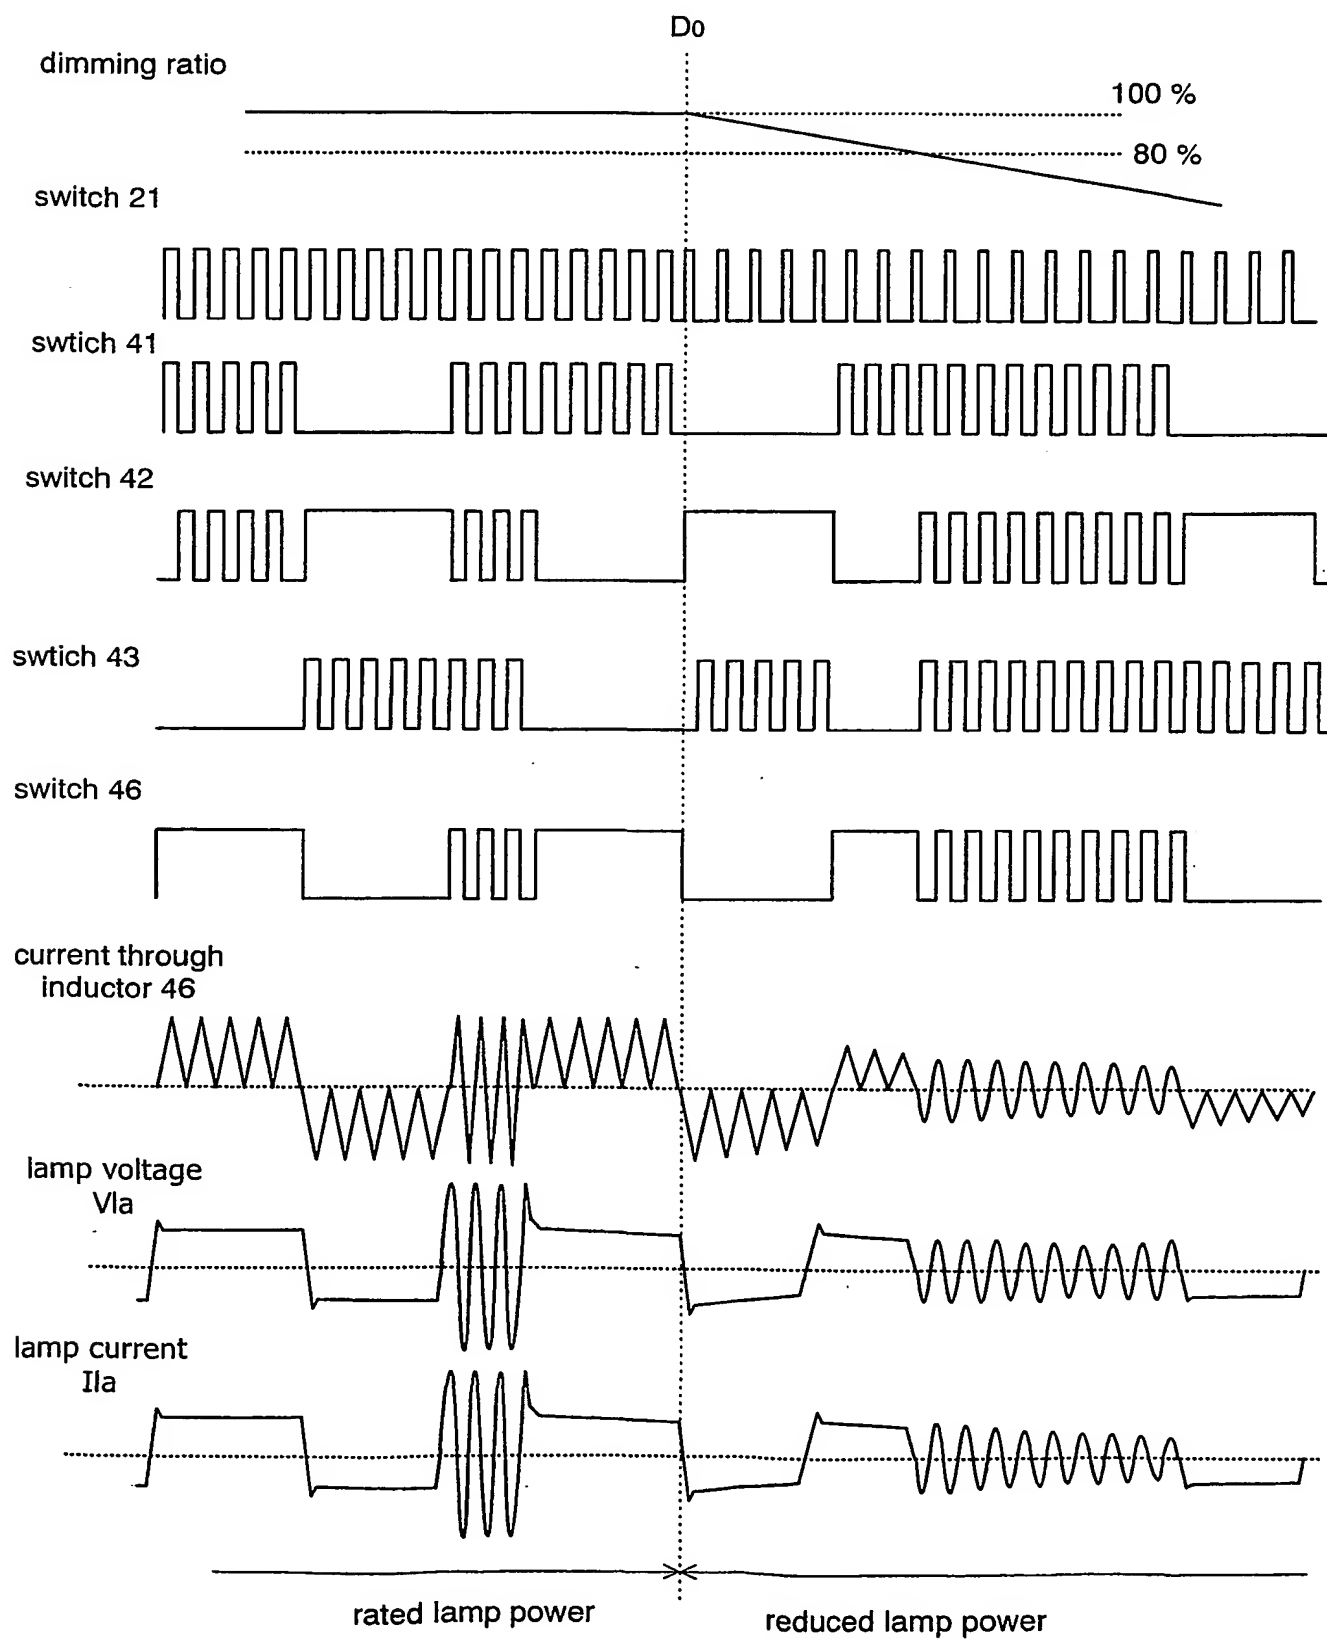 D0
dimming ratio
100 %
80 %
switch 21
swtich 41
switch 42
swtich 43
switch 46
current through
inductor 46
lamp voltage
Vla
lamp current
Ila
rated lamp power
reduced lamp power